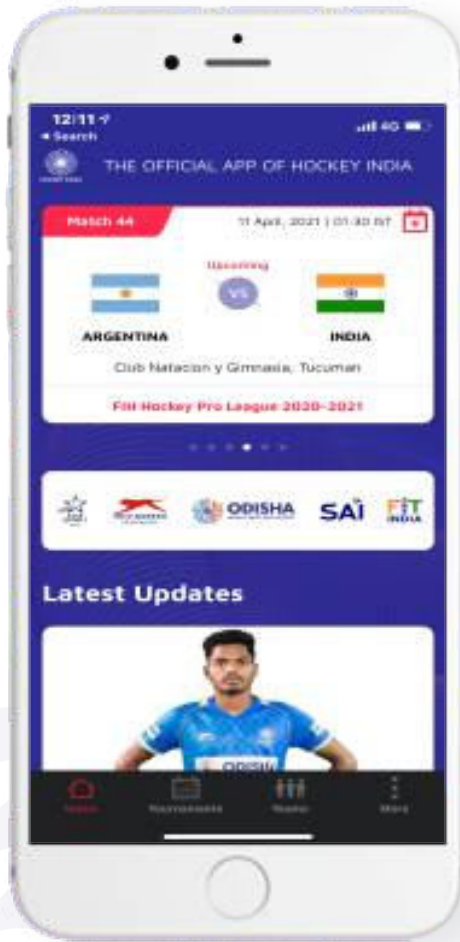 12:11
Search
4G
THE OFFICIAL APP OF HOCKEY INDIA
Match 44
11 April, 2021 | 01:30 IST
Upcoming
VS
ARGENTINA
INDIA
Club Natacion y Gimnasia, Tucuman
FIH Hockey Pro League 2020-2021
ODISHA
SAI
FIT
INDIA
Latest Updates
ODISHA
Home
Tournaments
Teams
More